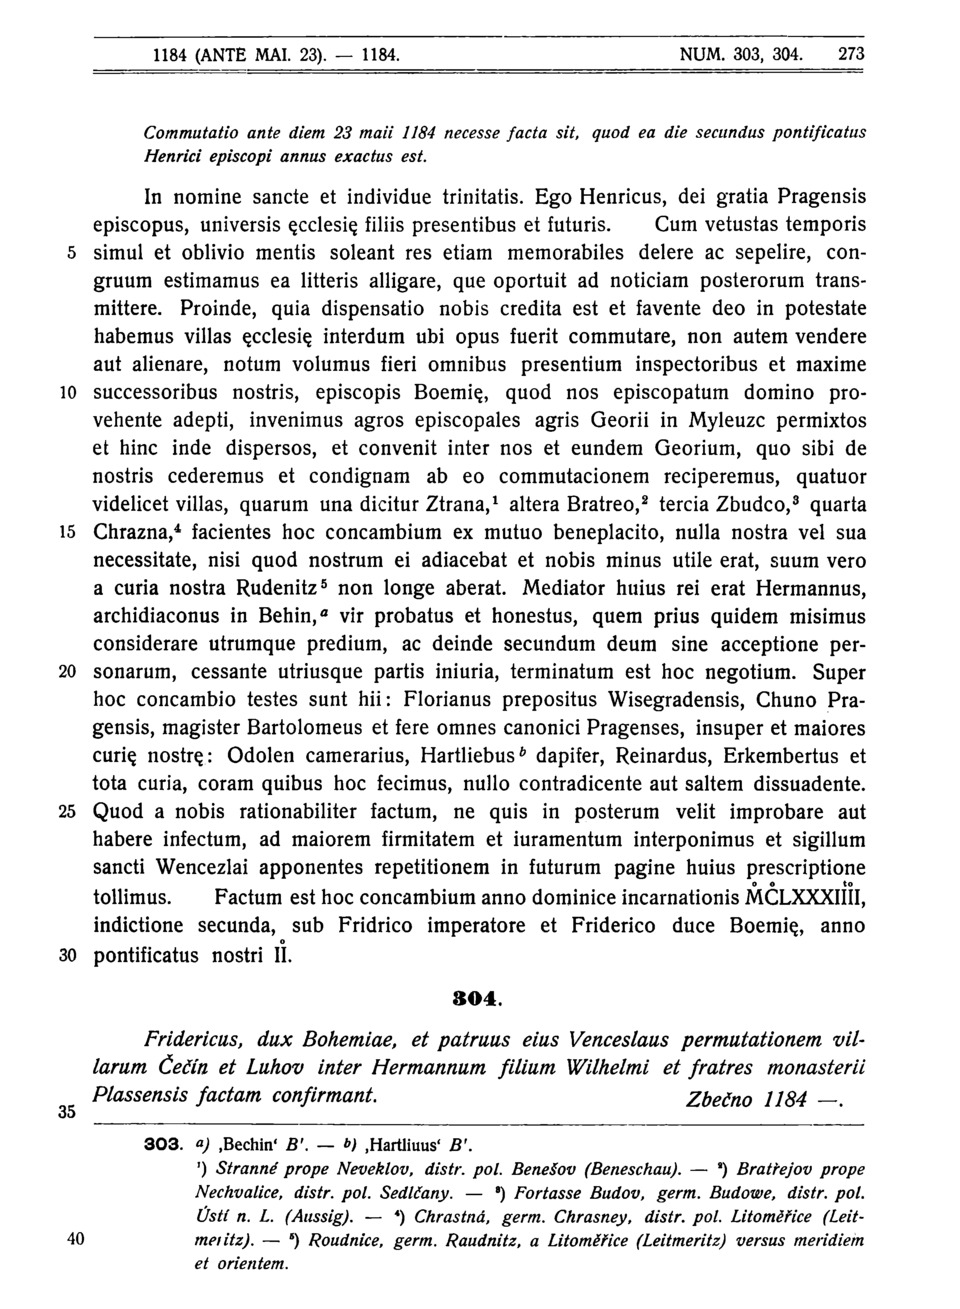 1184 (ANTE MAI. 23). — 1184. NUM. 303, 304. 273
Commutatio ante diem 23 maii 1184 necesse facta sit, quod ea die secundus pontificatus
Henrici episcopi annus exactus est.
In nomine sancte et individue trinitatis. Ego Henricus, dei gratia Pragensis
episcopus, universis ęcclesię filiis presentibus et futuris. Cum vetustas temporis
5 simul et oblivio mentis soleant res etiam memorabiles delere ac sepelire, con-
gruum estimamus ea litteris alligare, que oportuit ad noticiam posterorum trans-
mittere. Proinde, quia dispensatio nobis credita est et favente deo in potestate
habemus villas ęcclesię interdum ubi opus fuerit commutare, non autem vendere
aut alienare, notum volumus fieri omnibus presentium inspectoribus et maxime
10 successoribus nostris, episcopis Boemię, quod nos episcopatum domino pro-
vehente adepti, invenimus agros episcopales agris Georii in Myleuzc permixtos
et hinc inde dispersos, et convenit inter nos et eundem Georium, quo sibi de
nostris cederemus et condignam ab eo commutacionem reciperemus, quatuor
videlicet villas, quarum una dicitur Ztrana,¹ altera Bratreo,² tercia Zbudco,³ quarta
15 Chrazna,⁴ facientes hoc concambium ex mutuo beneplacito, nulla nostra vel sua
necessitate, nisi quod nostrum ei adiacebat et nobis minus utile erat, suum vero
a curia nostra Rudenitz⁵ non longe aberat. Mediator huius rei erat Hermannus,
archidiaconus in Behin,ᵃ vir probatus et honestus, quem prius quidem misimus
considerare utrumque predium, ac deinde secundum deum sine acceptione per-
20 sonarum, cessante utriusque partis iniuria, terminatum est hoc negotium. Super
hoc concambio testes sunt hii: Florianus prepositus Wisegradensis, Chuno Pra-
gensis, magister Bartolomeus et fere omnes canonici Pragenses, insuper et maiores
curię nostrę: Odolen camerarius, Hartliebusᵇ dapifer, Reinardus, Erkembertus et
tota curia, coram quibus hoc fecimus, nullo contradicente aut saltem dissuadente.
25 Quod a nobis rationabiliter factum, ne quis in posterum velit improbare aut
habere infectum, ad maiorem firmitatem et iuramentum interponimus et sigillum
sancti Wencezlai apponentes repetitionem in futurum pagine huius prescriptione
tollimus. Factum est hoc concambium anno dominice incarnationis M̊C̊LXXXIIII,
indictione secunda, sub Fridrico imperatore et Friderico duce Boemię, anno
30 pontificatus nostri II̊.
304.
Fridericus, dux Bohemiae, et patruus eius Venceslaus permutationem vil-
larum Čečín et Luhov inter Hermannum filium Wilhelmi et fratres monasterii
Plassensis factam confirmant. Zbečno 1184 —.
35
303. a) ‚Bechin‘ B′. — b) ‚Hartliuus‘ B′.
¹) Stranné prope Neveklov, distr. pol. Benešov (Beneschau). — ²) Bratřejov prope
Nechvalice, distr. pol. Sedlčany. — ³) Fortasse Budov, germ. Budowe, distr. pol.
Ústí n. L. (Aussig). — ⁴) Chrastná, germ. Chrasney, distr. pol. Litoměřice (Leit-
40 meritz). — ⁵) Roudnice, germ. Raudnitz, a Litoměřice (Leitmeritz) versus meridiem
et orientem.